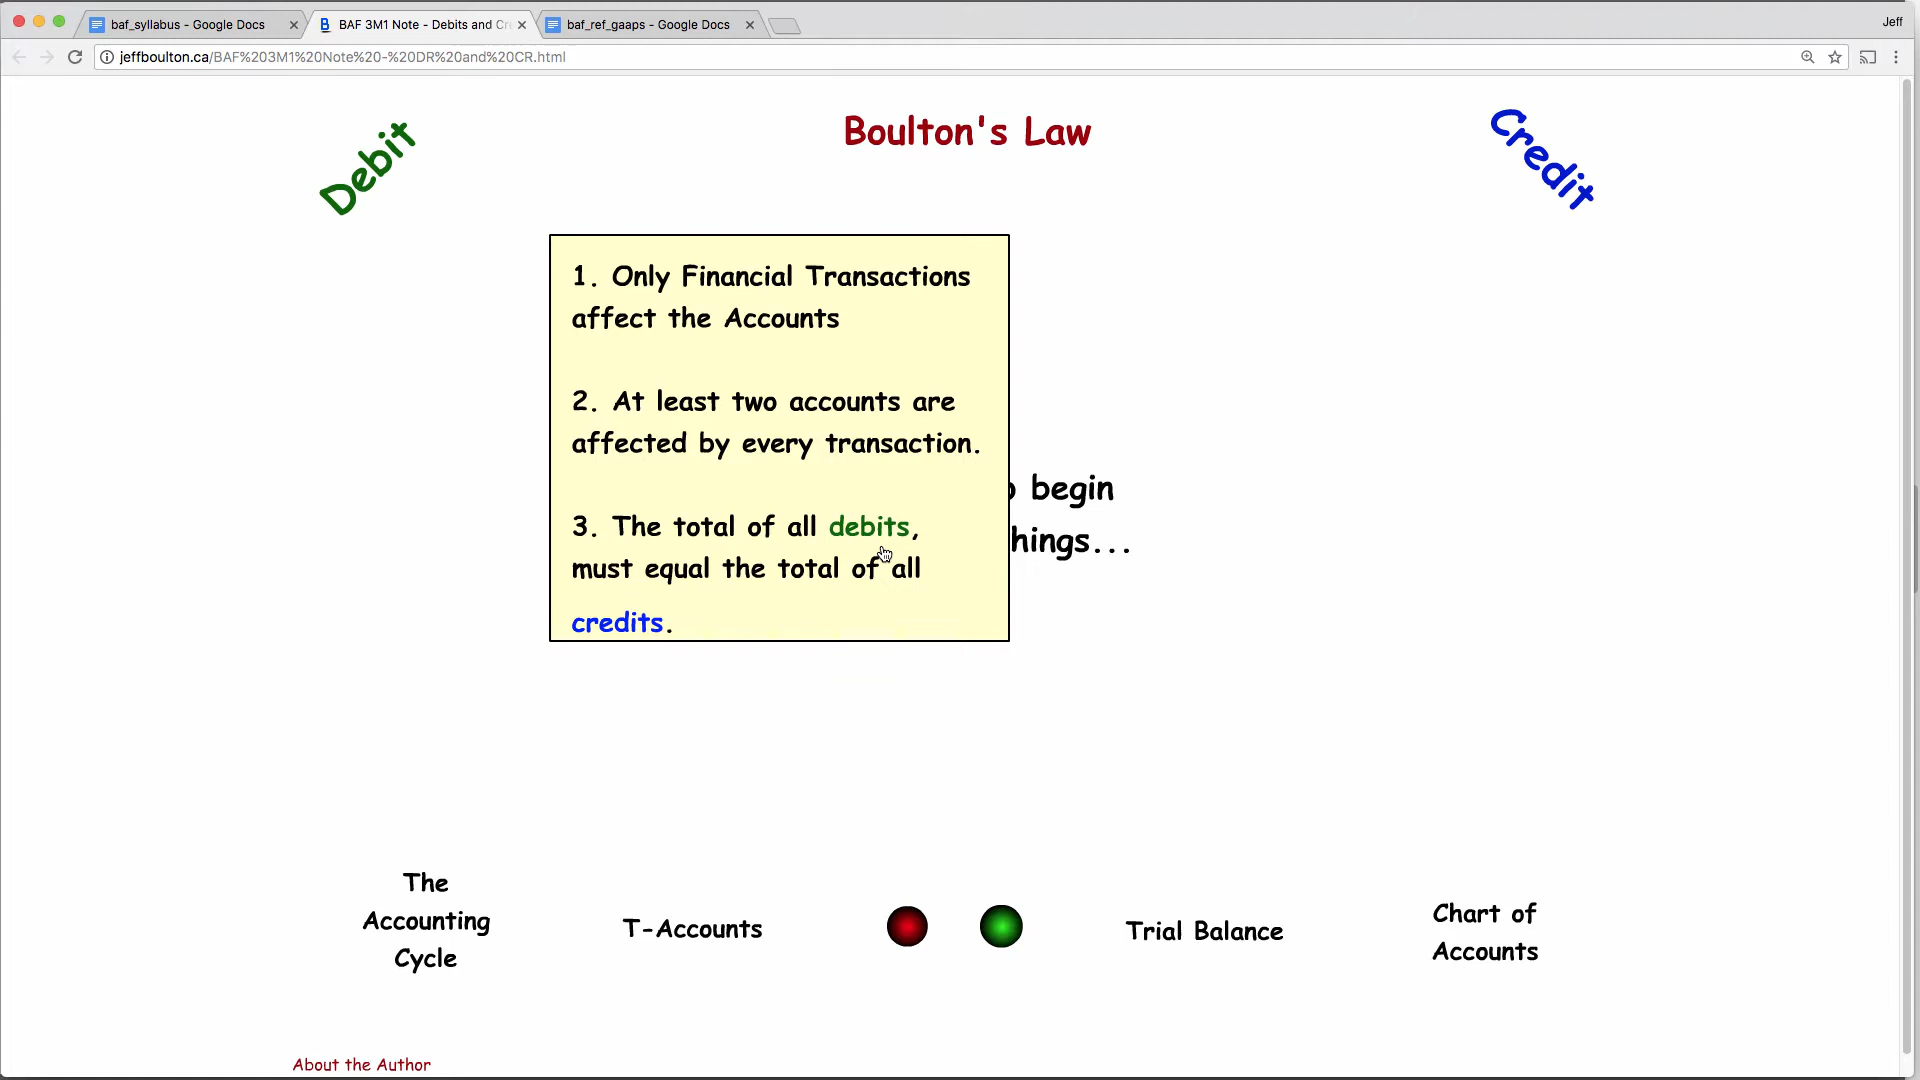 baf_syllabus - Google Docs
BAF 3M1 Note - Debits and Cr
baf_ref_gaaps - Google Docs
Jeff
jeffboulton.ca/BAF%203M1%20Note%20-%20DR%20and%20CR.html
Debit
Boulton's Law
Credit
1. Only Financial Transactions
affect the Accounts
2. At least two accounts are
affected by every transaction.
3. The total of all debits,
must equal the total of all
credits.
begin
hings...
The
Accounting
Cycle
T-Accounts
Trial Balance
Chart of
Accounts
About the Author